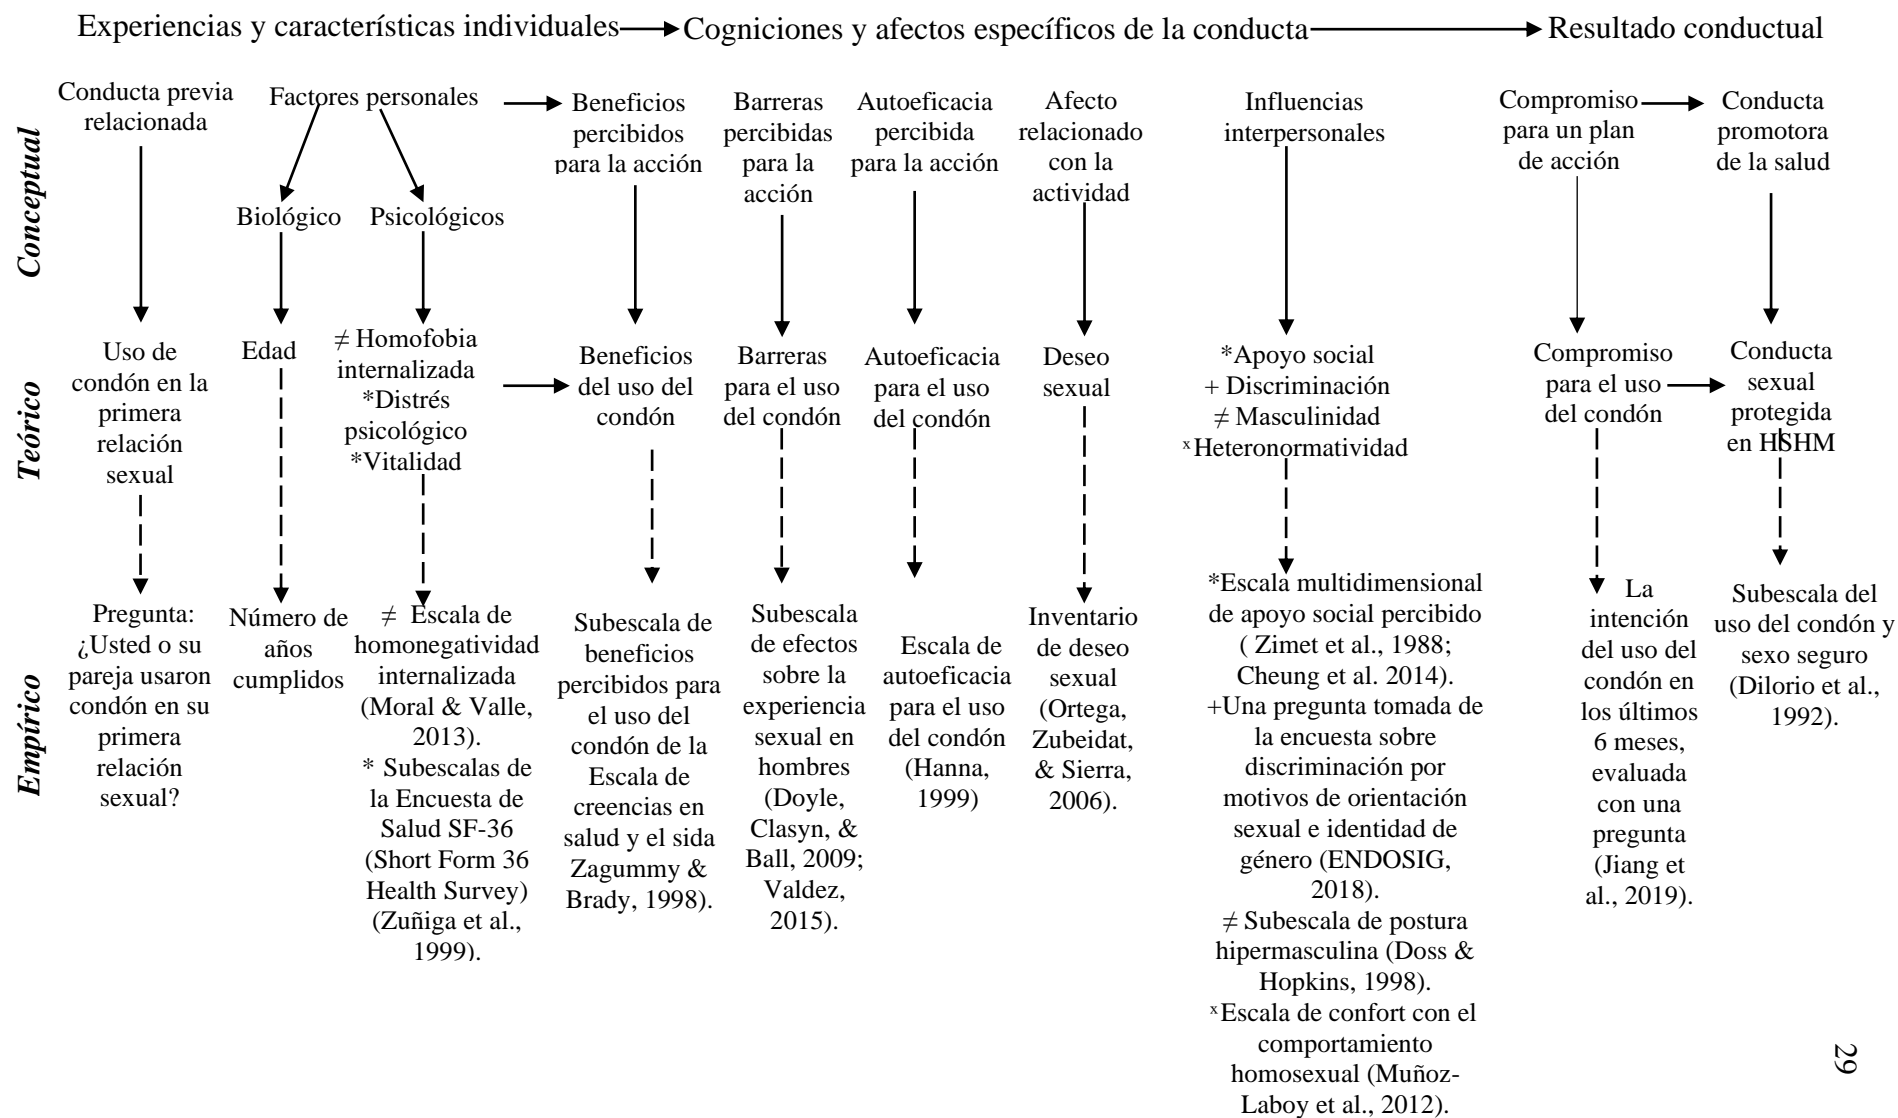 Experiencias y características individuales Cogniciones y afectos específicos de la conducta Resultado conductual
Conceptual
Conducta previa
relacionada
Factores personales
Biológico
Psicológicos
Beneficios
percibidos
para la acción
Barreras
percibidas
para la
acción
Autoeficacia
percibida
para la acción
Afecto
relacionado
con la
actividad
Influencias
interpersonales
Compromiso
para un plan
de acción
Conducta
promotora
de la salud
Teórico
Uso de
condón en la
primera
relación
sexual
Edad
≠ Homofobia
internalizada
*Distrés
psicológico
*Vitalidad
Beneficios
del uso del
condón
Barreras
para el uso
del condón
Autoeficacia
para el uso
del condón
Deseo
sexual
*Apoyo social
+ Discriminación
≠ Masculinidad
ˣHeteronormatividad
Compromiso
para el uso
del condón
Conducta
sexual
protegida
en HSHM
Empírico
Pregunta:
¿Usted o su
pareja usaron
condón en su
primera
relación
sexual?
Número de
años
cumplidos
≠ Escala de
homonegatividad
internalizada
(Moral & Valle,
2013).
* Subescalas de
la Encuesta de
Salud SF-36
(Short Form 36
Health Survey)
(Zuñiga et al.,
1999).
Subescala de
beneficios
percibidos para
el uso del
condón de la
Escala de
creencias en
salud y el sida
Zagummy &
Brady, 1998).
Subescala
de efectos
sobre la
experiencia
sexual en
hombres
(Doyle,
Clasyn, &
Ball, 2009;
Valdez,
2015).
Escala de
autoeficacia
para el uso
del condón
(Hanna,
1999)
Inventario
de deseo
sexual
(Ortega,
Zubeidat,
& Sierra,
2006).
*Escala multidimensional
de apoyo social percibido
( Zimet et al., 1988;
Cheung et al. 2014).
+Una pregunta tomada de
la encuesta sobre
discriminación por
motivos de orientación
sexual e identidad de
género (ENDOSIG,
2018).
≠ Subescala de postura
hipermasculina (Doss &
Hopkins, 1998).
ˣEscala de confort con el
comportamiento
homosexual (Muñoz-
Laboy et al., 2012).
La
intención
del uso del
condón en
los últimos
6 meses,
evaluada
con una
pregunta
(Jiang et
al., 2019).
Subescala del
uso del condón y
sexo seguro
(Dilorio et al.,
1992).
29